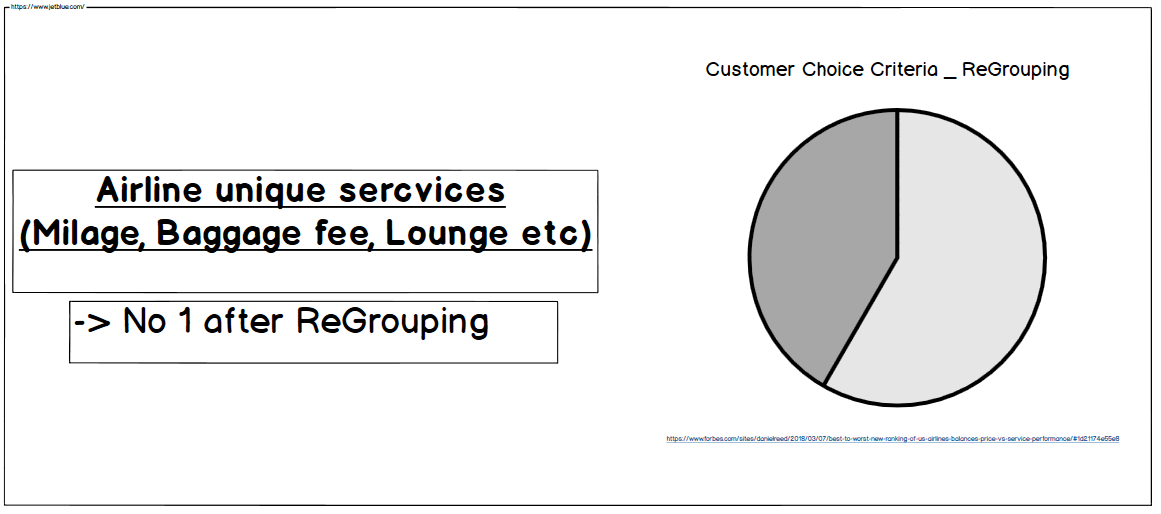 https://www.jetblue.com/
Customer Choice Criteria _ ReGrouping
Airline unique sercvices
(Milage, Baggage fee, Lounge etc)
-> No 1 after ReGrouping
https://www.forbes.com/sites/danielreed/2018/03/07/best-to-worst-new-ranking-of-us-airlines-balances-price-vs-service-performance/#1d21174e55e8